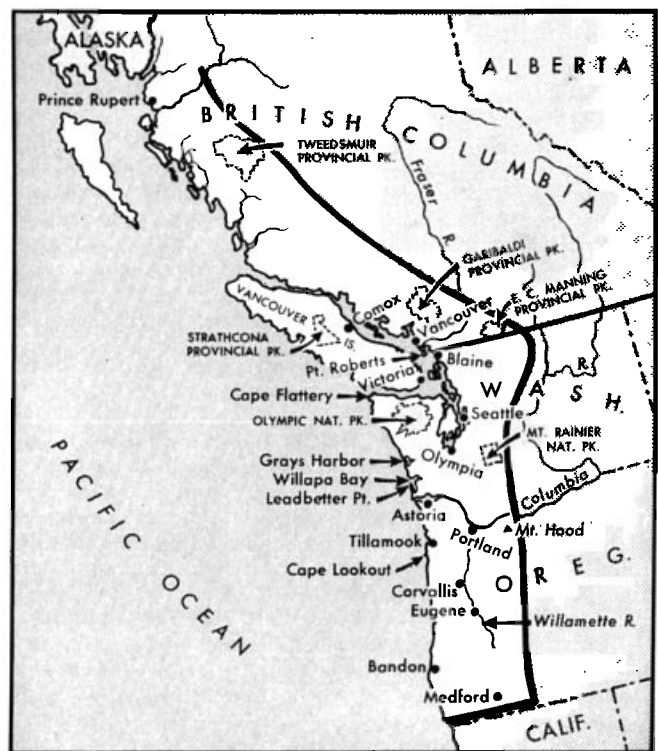 ALASKA
ALBERTA
Prince Rupert
BRITISH
COLUMBIA
TWEEDSMUIR
PROVINCIAL PK.
Fraser R.
GARIBALDI
PROVINCIAL PK.
E. C. MANNING
PROVINCIAL PK.
VANCOUVER IS.
Comox
Vancouver
STRATHCONA
PROVINCIAL PK.
Pt. Roberts
Blaine
Victoria
R.
Cape Flattery
WASH.
OLYMPIC NAT. PK.
Seattle
MT. RAINIER
NAT. PK.
Grays Harbor
Olympia
Willapa Bay
Columbia
Leadbetter Pt.
Astoria
Portland
Mt. Hood
Tillamook
Cape Lookout
OREG.
Corvallis
Eugene
Willamette R.
PACIFIC OCEAN
Bandon
Medford
CALIF.